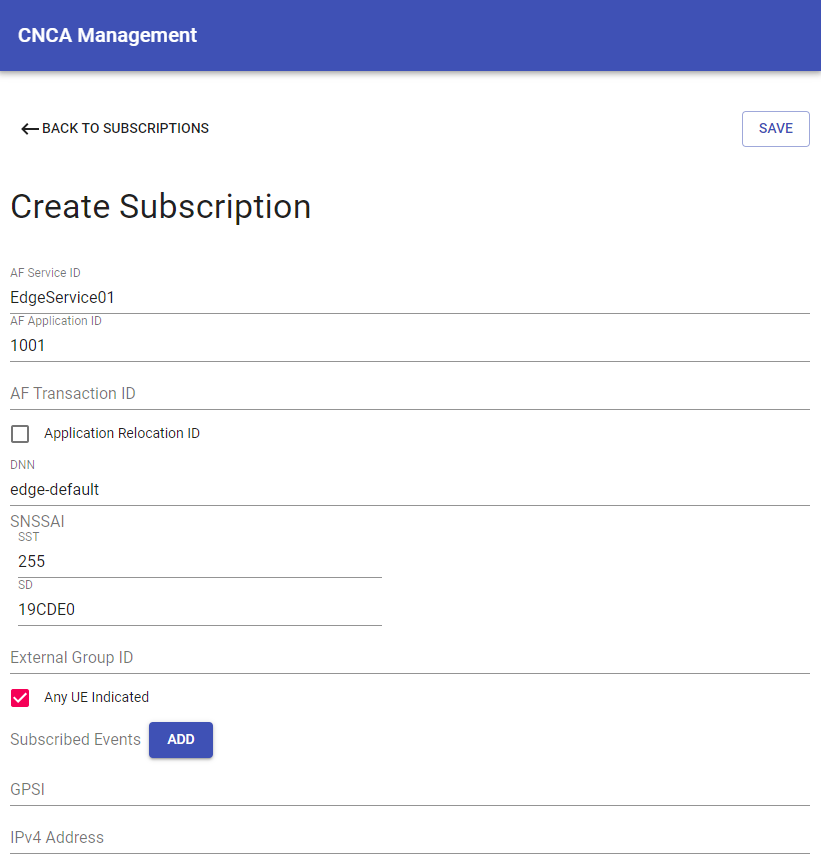 CNCA Management
BACK TO SUBSCRIPTIONS
SAVE
Create Subscription
AF Service ID
EdgeService01
AF Application ID
1001
AF Transaction ID
Application Relocation ID
DNN
edge-default
SNSSAI
SST
255
SD
19CDE0
External Group ID
Any UE Indicated
Subscribed Events ADD
GPSI
IPv4 Address